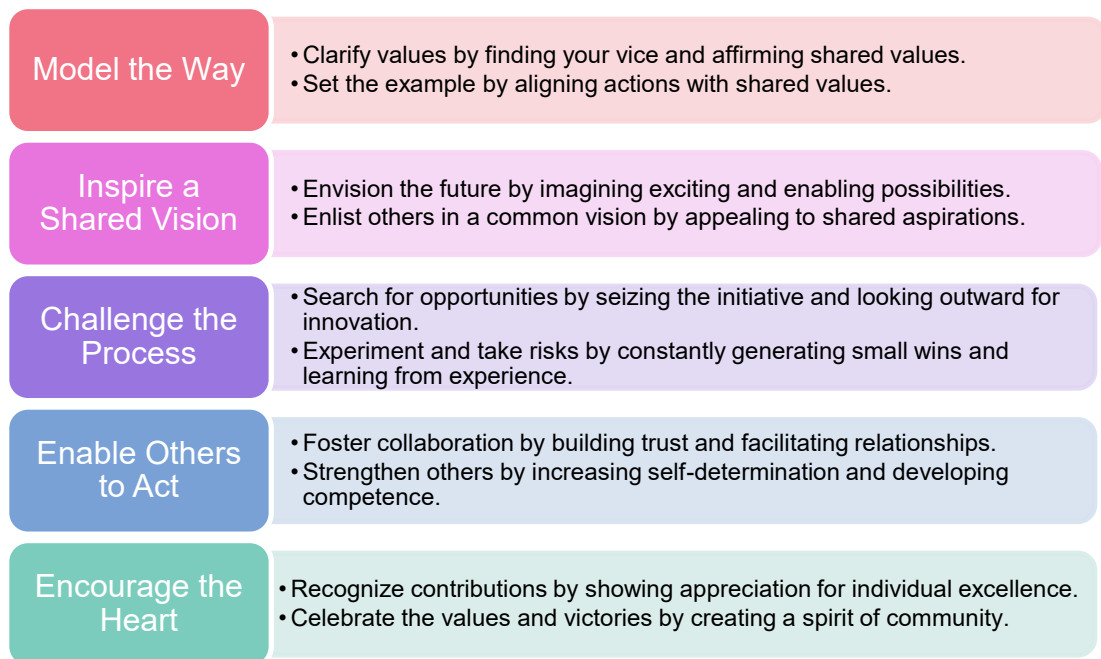 Model the Way
• Clarify values by finding your vice and affirming shared values.
• Set the example by aligning actions with shared values.
Inspire a
Shared Vision
• Envision the future by imagining exciting and enabling possibilities.
• Enlist others in a common vision by appealing to shared aspirations.
Challenge the
Process
• Search for opportunities by seizing the initiative and looking outward for
innovation.
• Experiment and take risks by constantly generating small wins and
learning from experience.
Enable Others
to Act
• Foster collaboration by building trust and facilitating relationships.
• Strengthen others by increasing self-determination and developing
competence.
Encourage the
Heart
• Recognize contributions by showing appreciation for individual excellence.
• Celebrate the values and victories by creating a spirit of community.